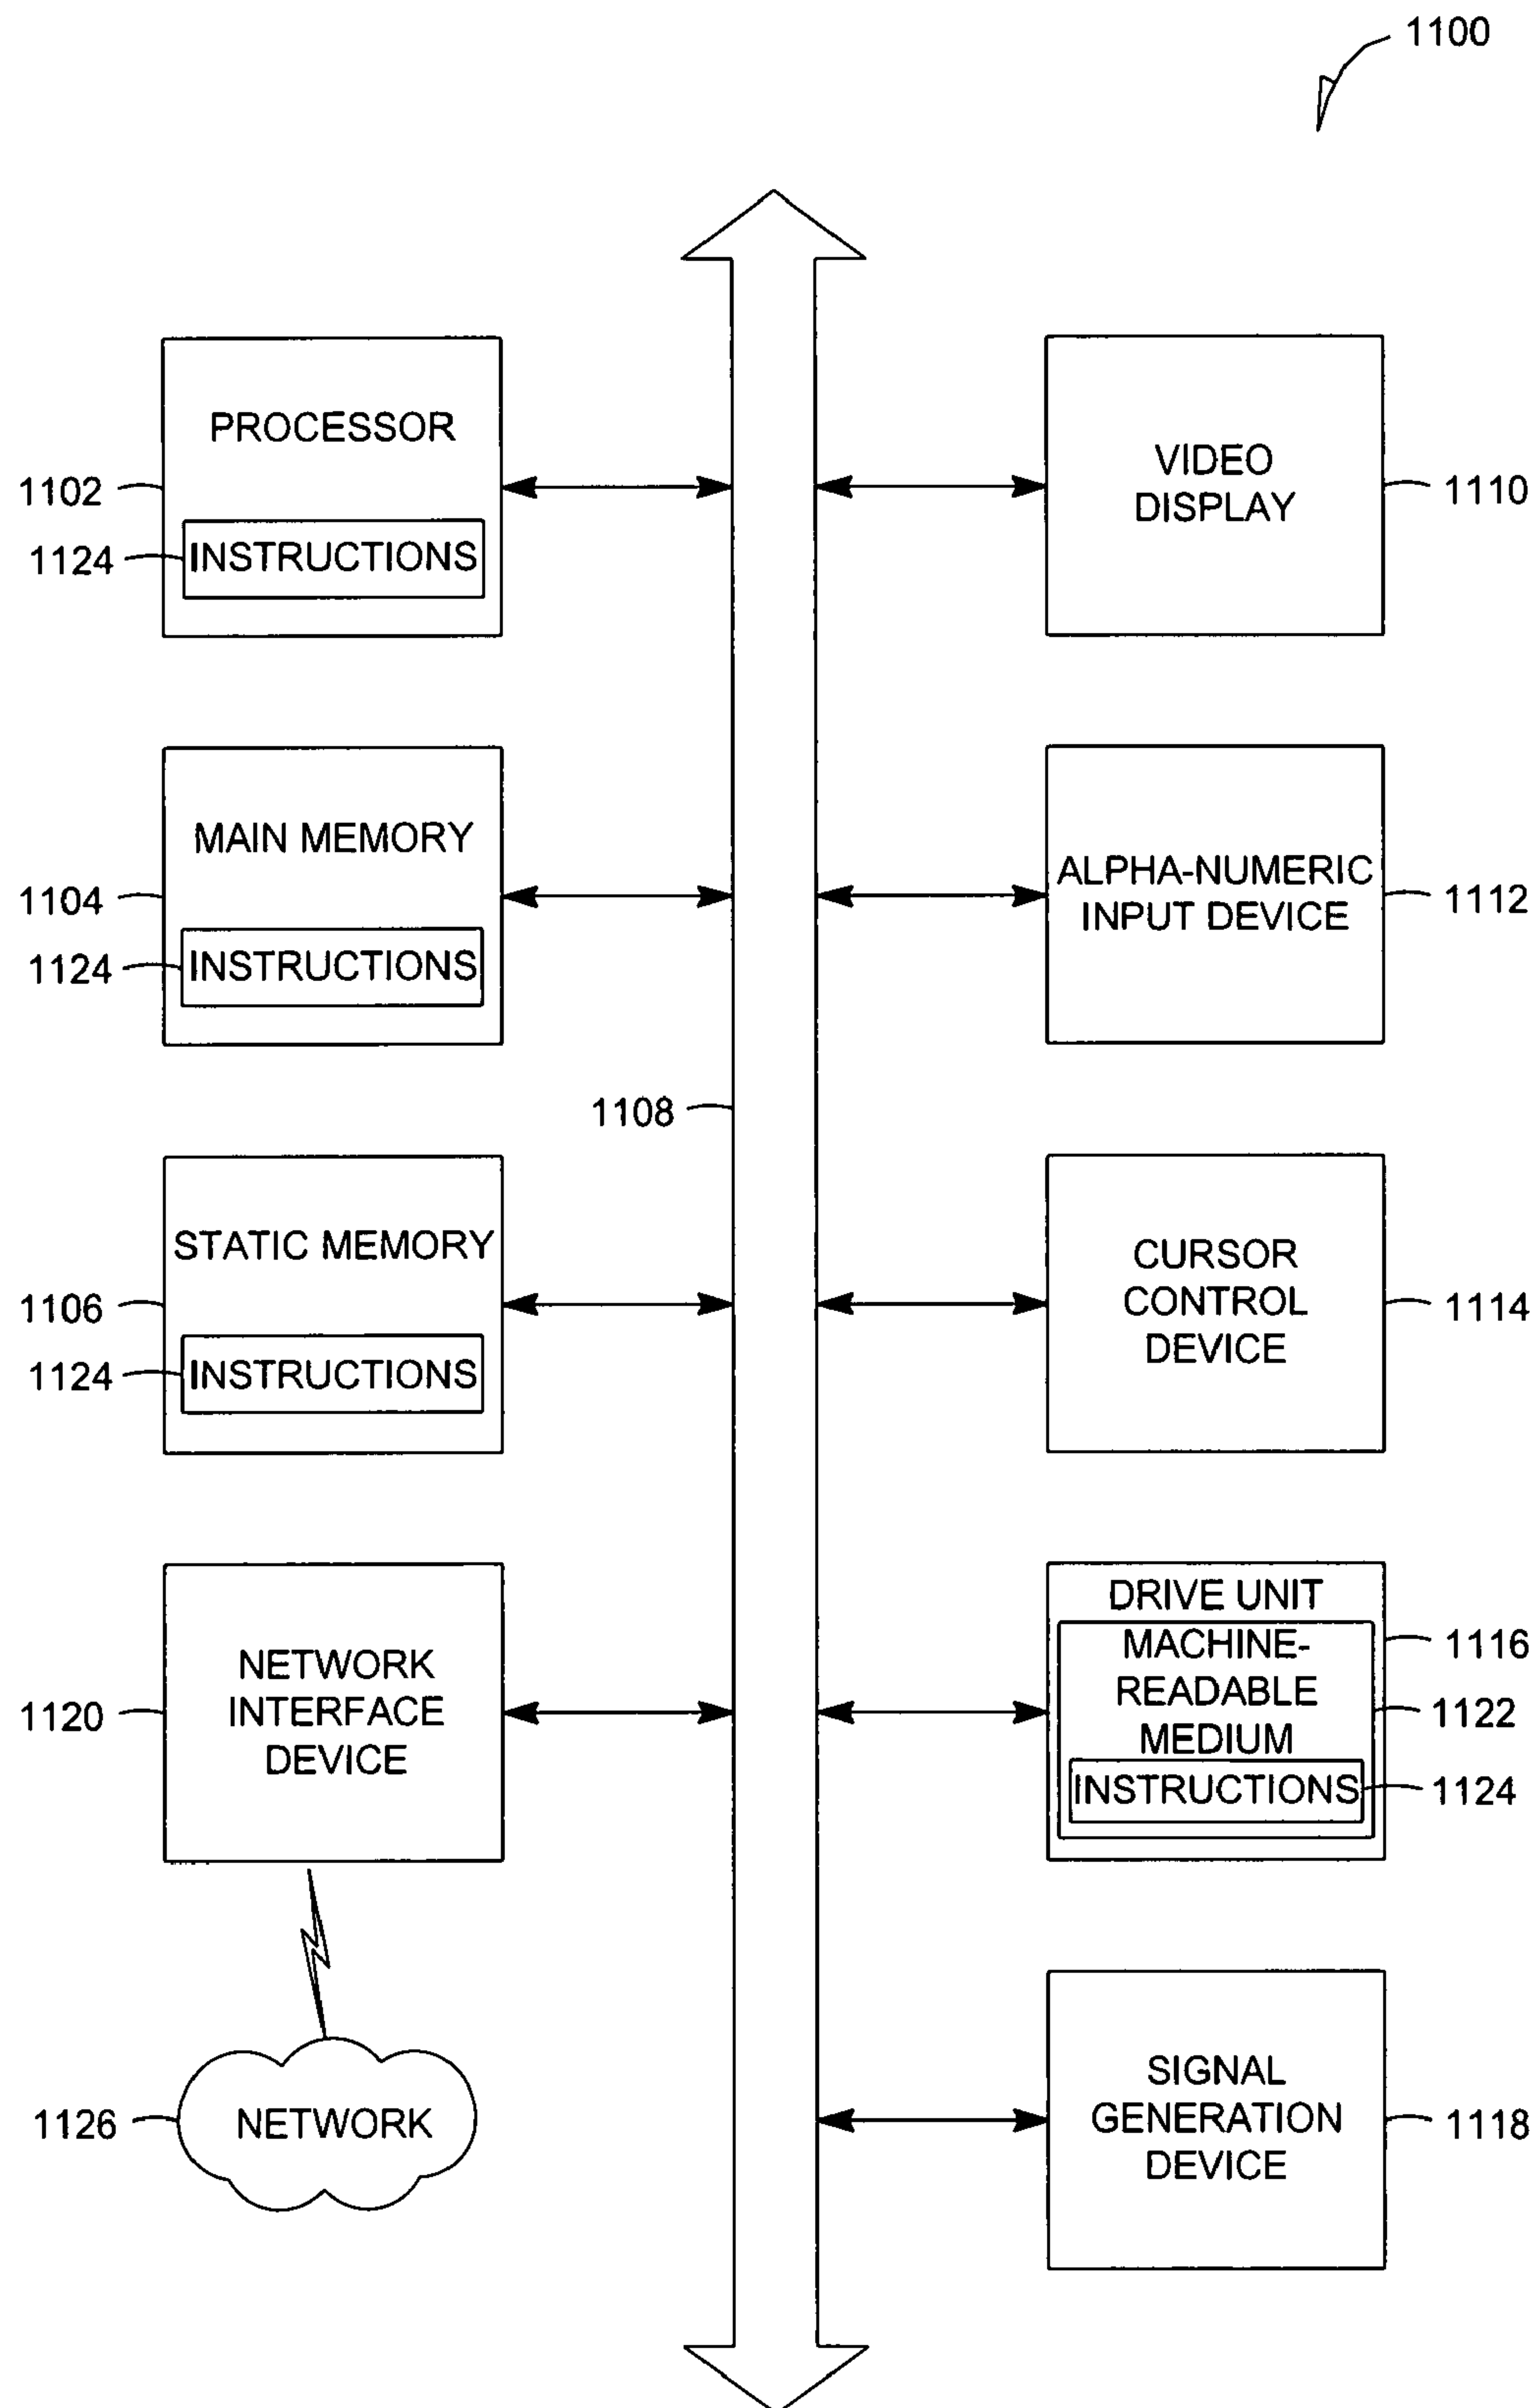 1100
PROCESSOR
1102
1124
INSTRUCTIONS
VIDEO
DISPLAY
1110
MAIN MEMORY
1104
1124
INSTRUCTIONS
ALPHA-NUMERIC
INPUT DEVICE
1112
1108
STATIC MEMORY
1106
1124
INSTRUCTIONS
CURSOR
CONTROL
DEVICE
1114
NETWORK
INTERFACE
DEVICE
1120
DRIVE UNIT
1116
MACHINE-
READABLE
MEDIUM
1122
INSTRUCTIONS
1124
NETWORK
1126
SIGNAL
GENERATION
DEVICE
1118